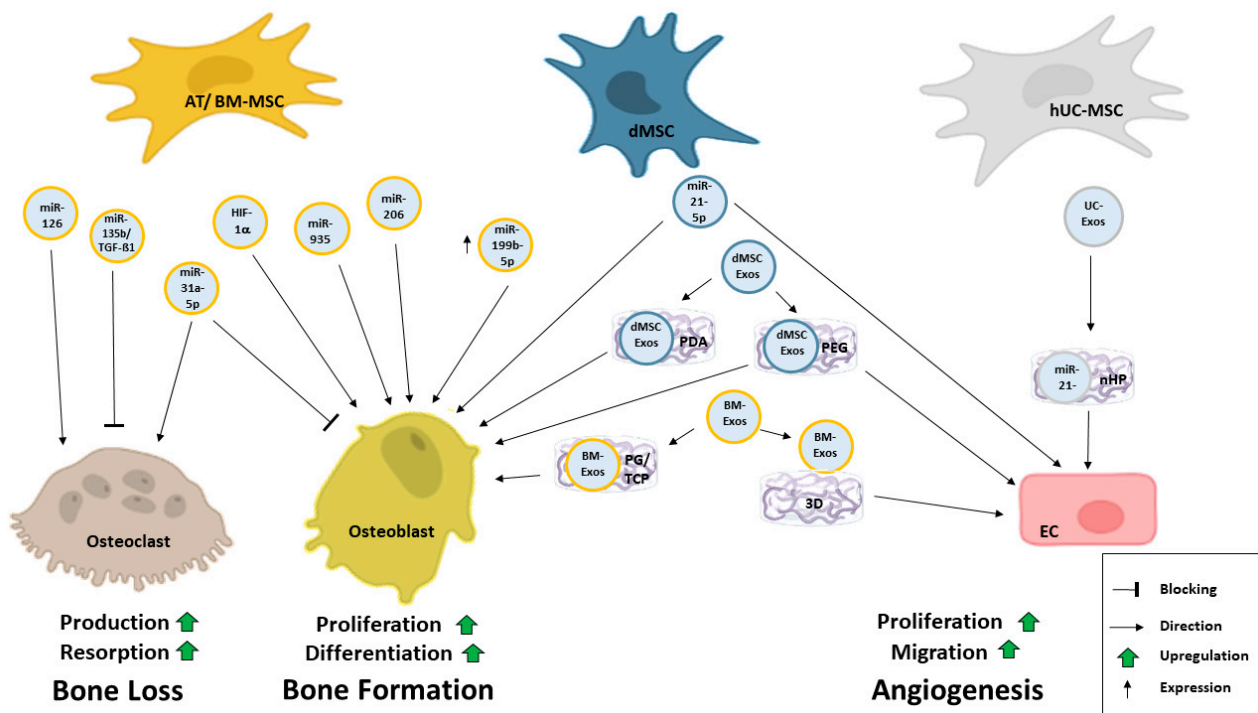 AT/ BM-MSC
dMSC
hUC-MSC
miR-
126
miR-
135b/
TGF-ß1
miR-
31a-
5p
HIF-
1α
miR-
935
miR-
206
miR-
199b-
5p
miR-
21-
5p
dMSC
Exos
dMSC
Exos
PDA
dMSC
Exos
PEG
UC-
Exos
miR-
21-
nHP
BM-
Exos
BM-
Exos
PG/
TCP
BM-
Exos
3D
Osteoclast
Osteoblast
EC
Production
Resorption
Bone Loss
Proliferation
Differentiation
Bone Formation
Proliferation
Migration
Angiogenesis
Blocking
Direction
Upregulation
Expression